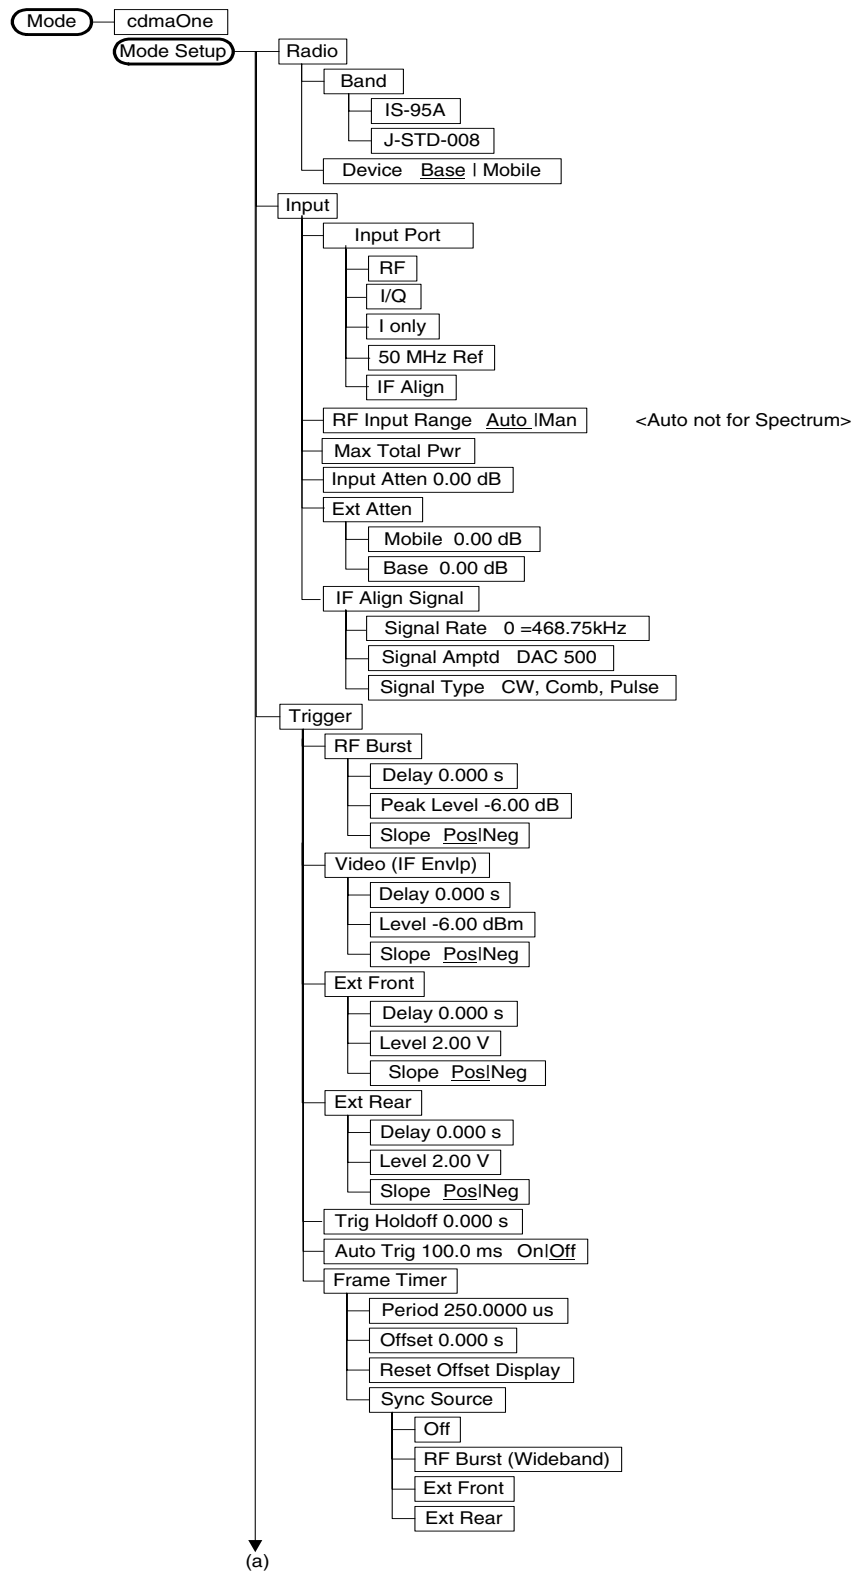 Mode cdmaOne
Mode Setup Radio
Band
IS-95A
J-STD-008
Device Base | Mobile
Input
Input Port
RF
I/Q
I only
50 MHz Ref
IF Align
RF Input Range Auto |Man <Auto not for Spectrum>
Max Total Pwr
Input Atten 0.00 dB
Ext Atten
Mobile 0.00 dB
Base 0.00 dB
IF Align Signal
Signal Rate 0 =468.75kHz
Signal Amptd DAC 500
Signal Type CW, Comb, Pulse
Trigger
RF Burst
Delay 0.000 s
Peak Level -6.00 dB
Slope Pos|Neg
Video (IF Envlp)
Delay 0.000 s
Level -6.00 dBm
Slope Pos|Neg
Ext Front
Delay 0.000 s
Level 2.00 V
Slope Pos|Neg
Ext Rear
Delay 0.000 s
Level 2.00 V
Slope Pos|Neg
Trig Holdoff 0.000 s
Auto Trig 100.0 ms On|Off
Frame Timer
Period 250.0000 us
Offset 0.000 s
Reset Offset Display
Sync Source
Off
RF Burst (Wideband)
Ext Front
Ext Rear
(a)